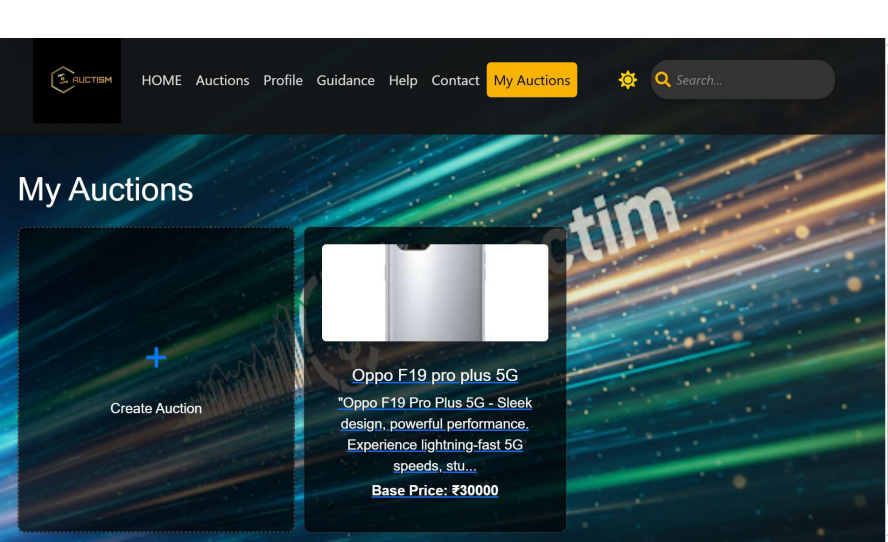 AUCTISM
HOME Auctions Profile Guidance Help Contact My Auctions Search...
My Auctions
ctim
+
Create Auction
Oppo F19 pro plus 5G
"Oppo F19 Pro Plus 5G - Sleek
design, powerful performance.
Experience lightning-fast 5G
speeds, stu...
Base Price: ₹30000